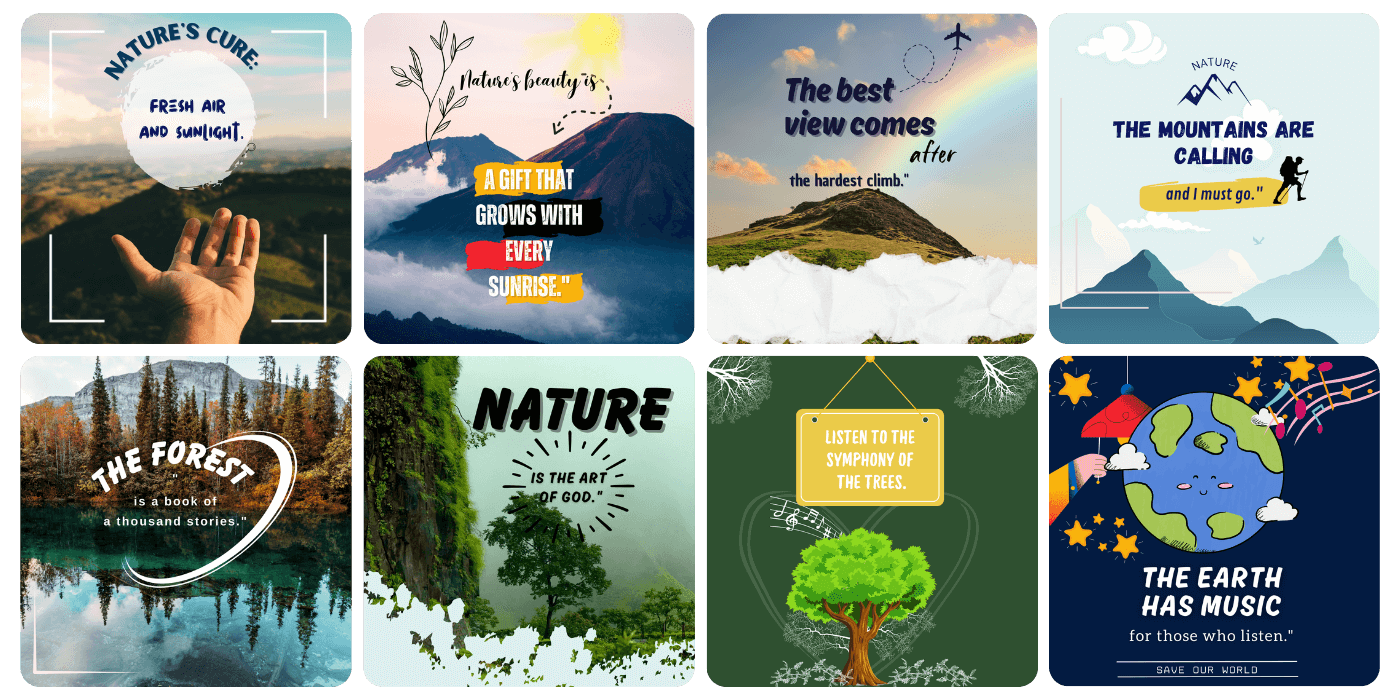 NATURE'S CURE:
FRESH AIR
AND SUNLIGHT.
Nature's beauty is
A GIFT THAT
GROWS WITH
EVERY
SUNRISE."
The best
view comes
after
the hardest climb."
NATURE
THE MOUNTAINS ARE
CALLING
and I must go."
THE FOREST
"
is a book of
a thousand stories."
NATURE
IS THE ART
OF GOD."
LISTEN TO THE
SYMPHONY OF
THE TREES.
THE EARTH
HAS MUSIC
for those who listen."
SAVE OUR WORLD